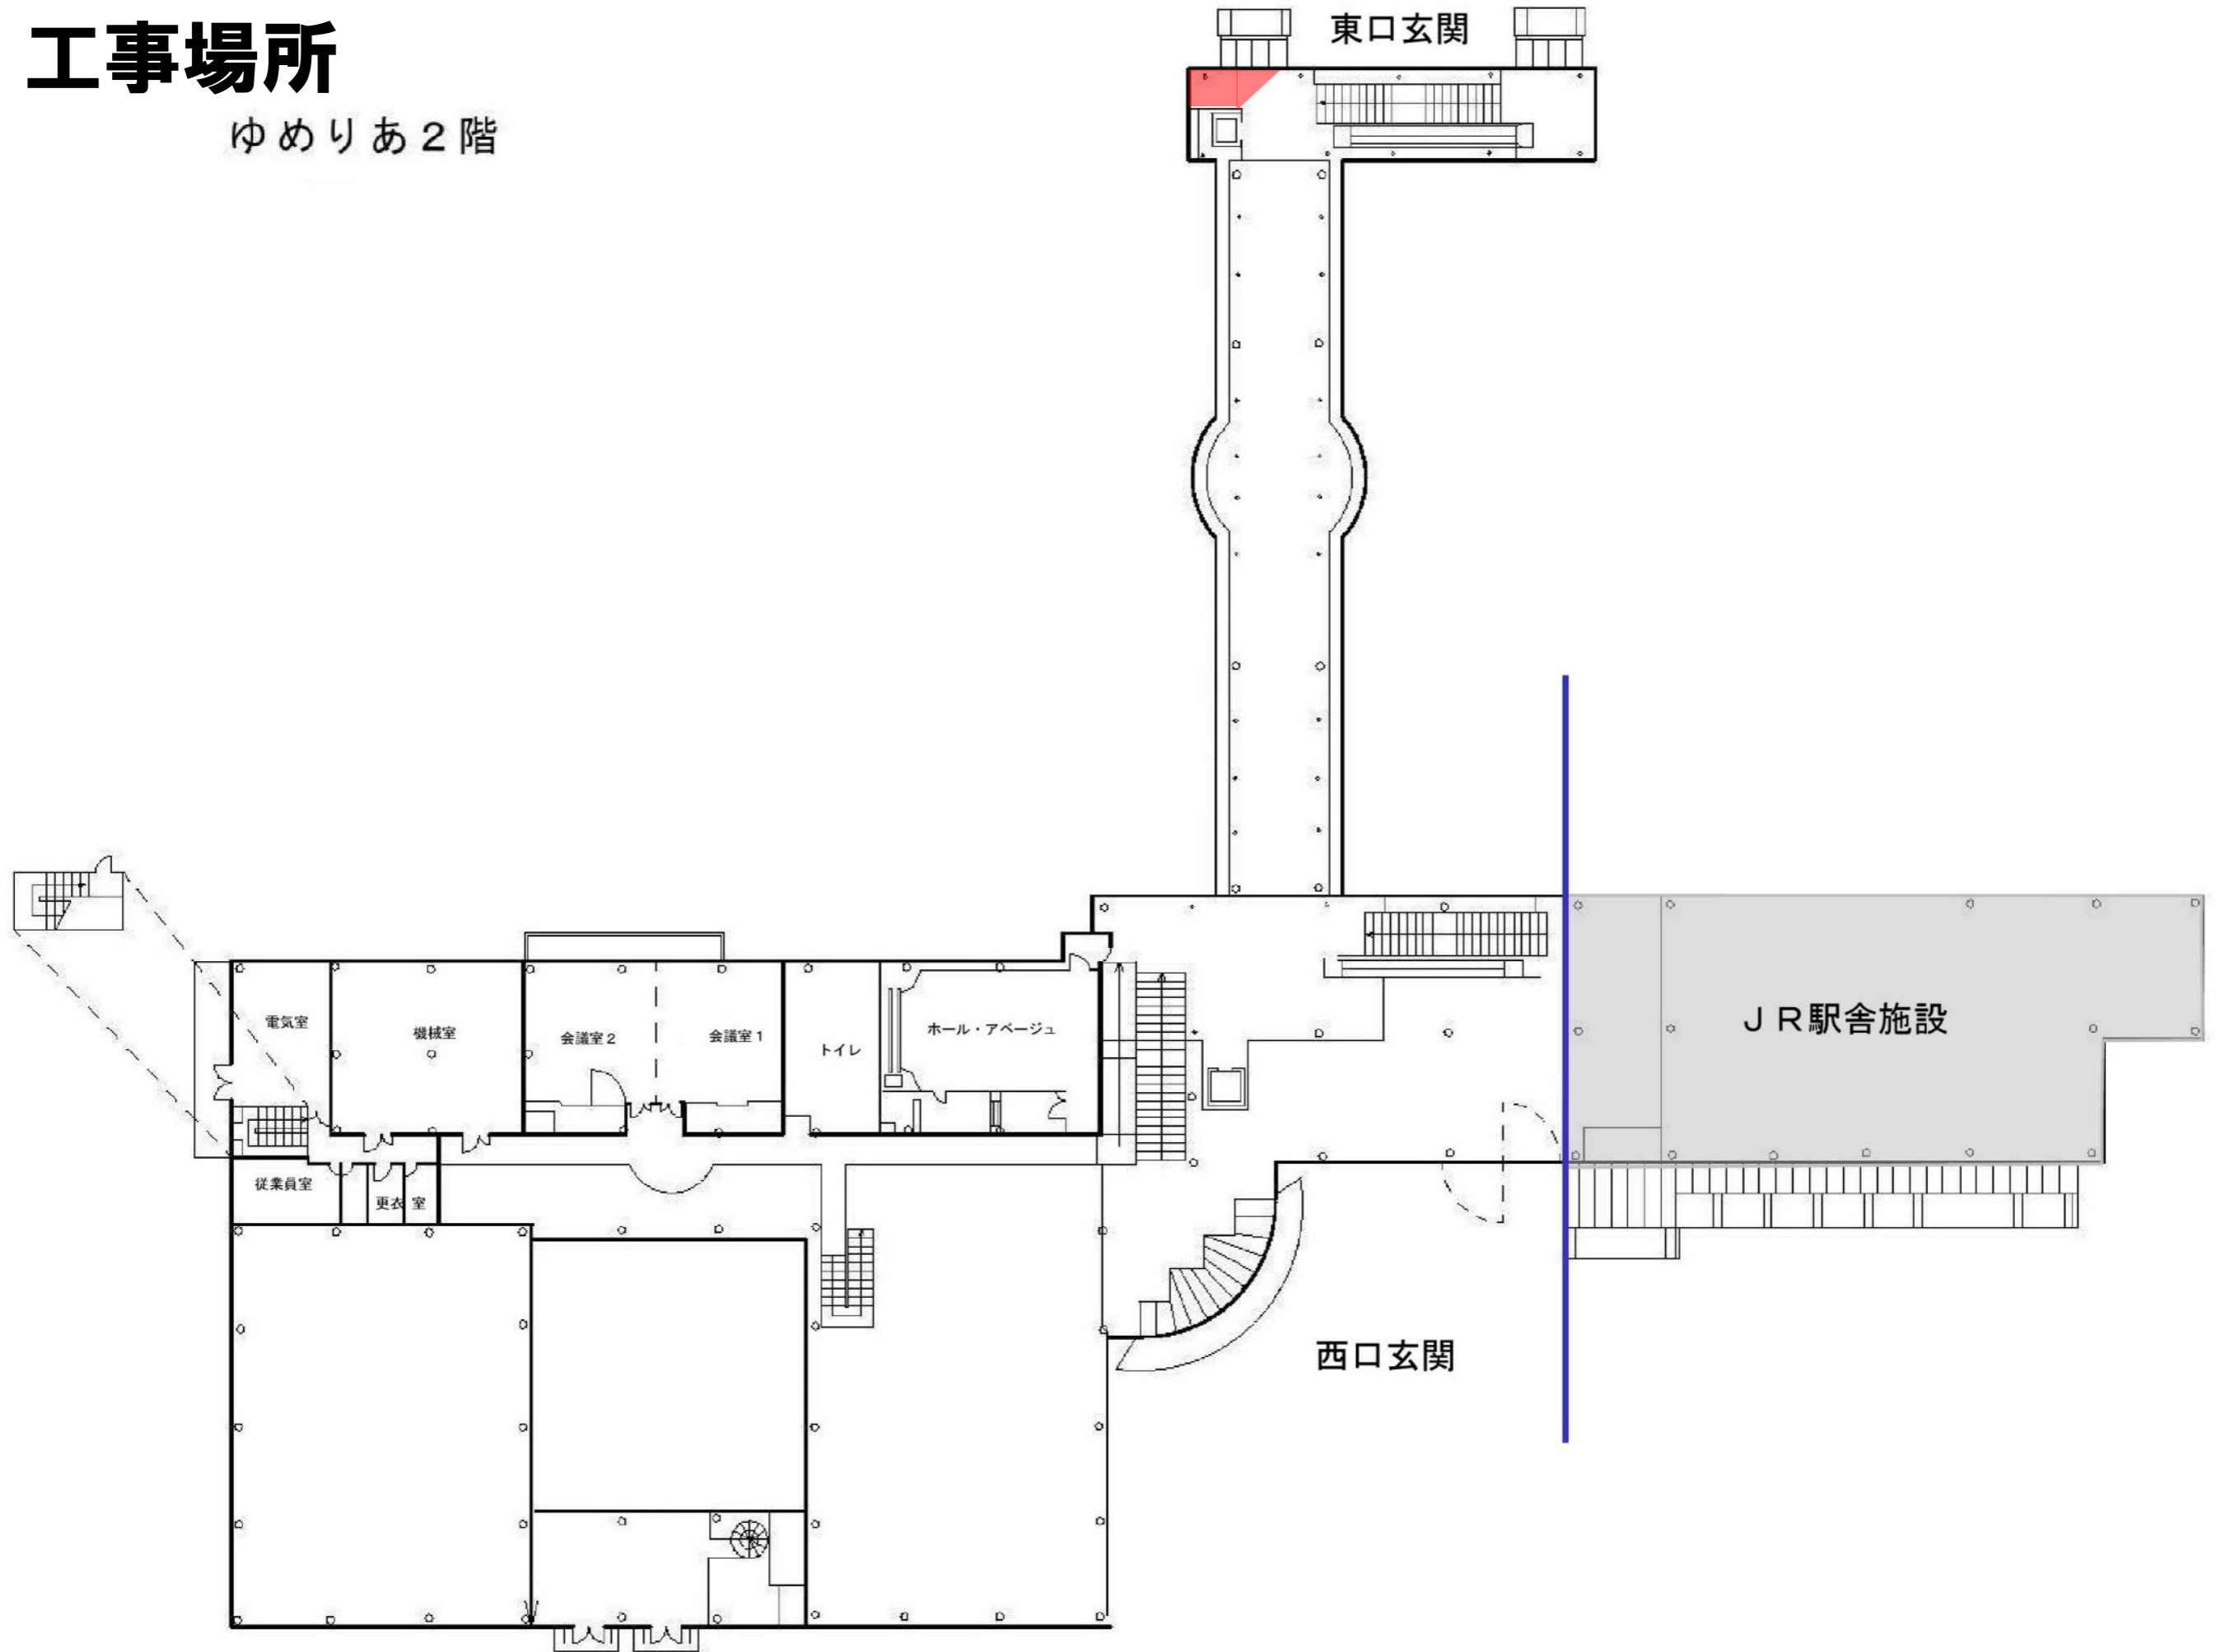 工事場所
ゆめりあ２階
東口玄関
ＪＲ駅舎施設
電気室
機械室
会議室２
会議室１
トイレ
ホール・アベージュ
従業員室
更衣室
西口玄関